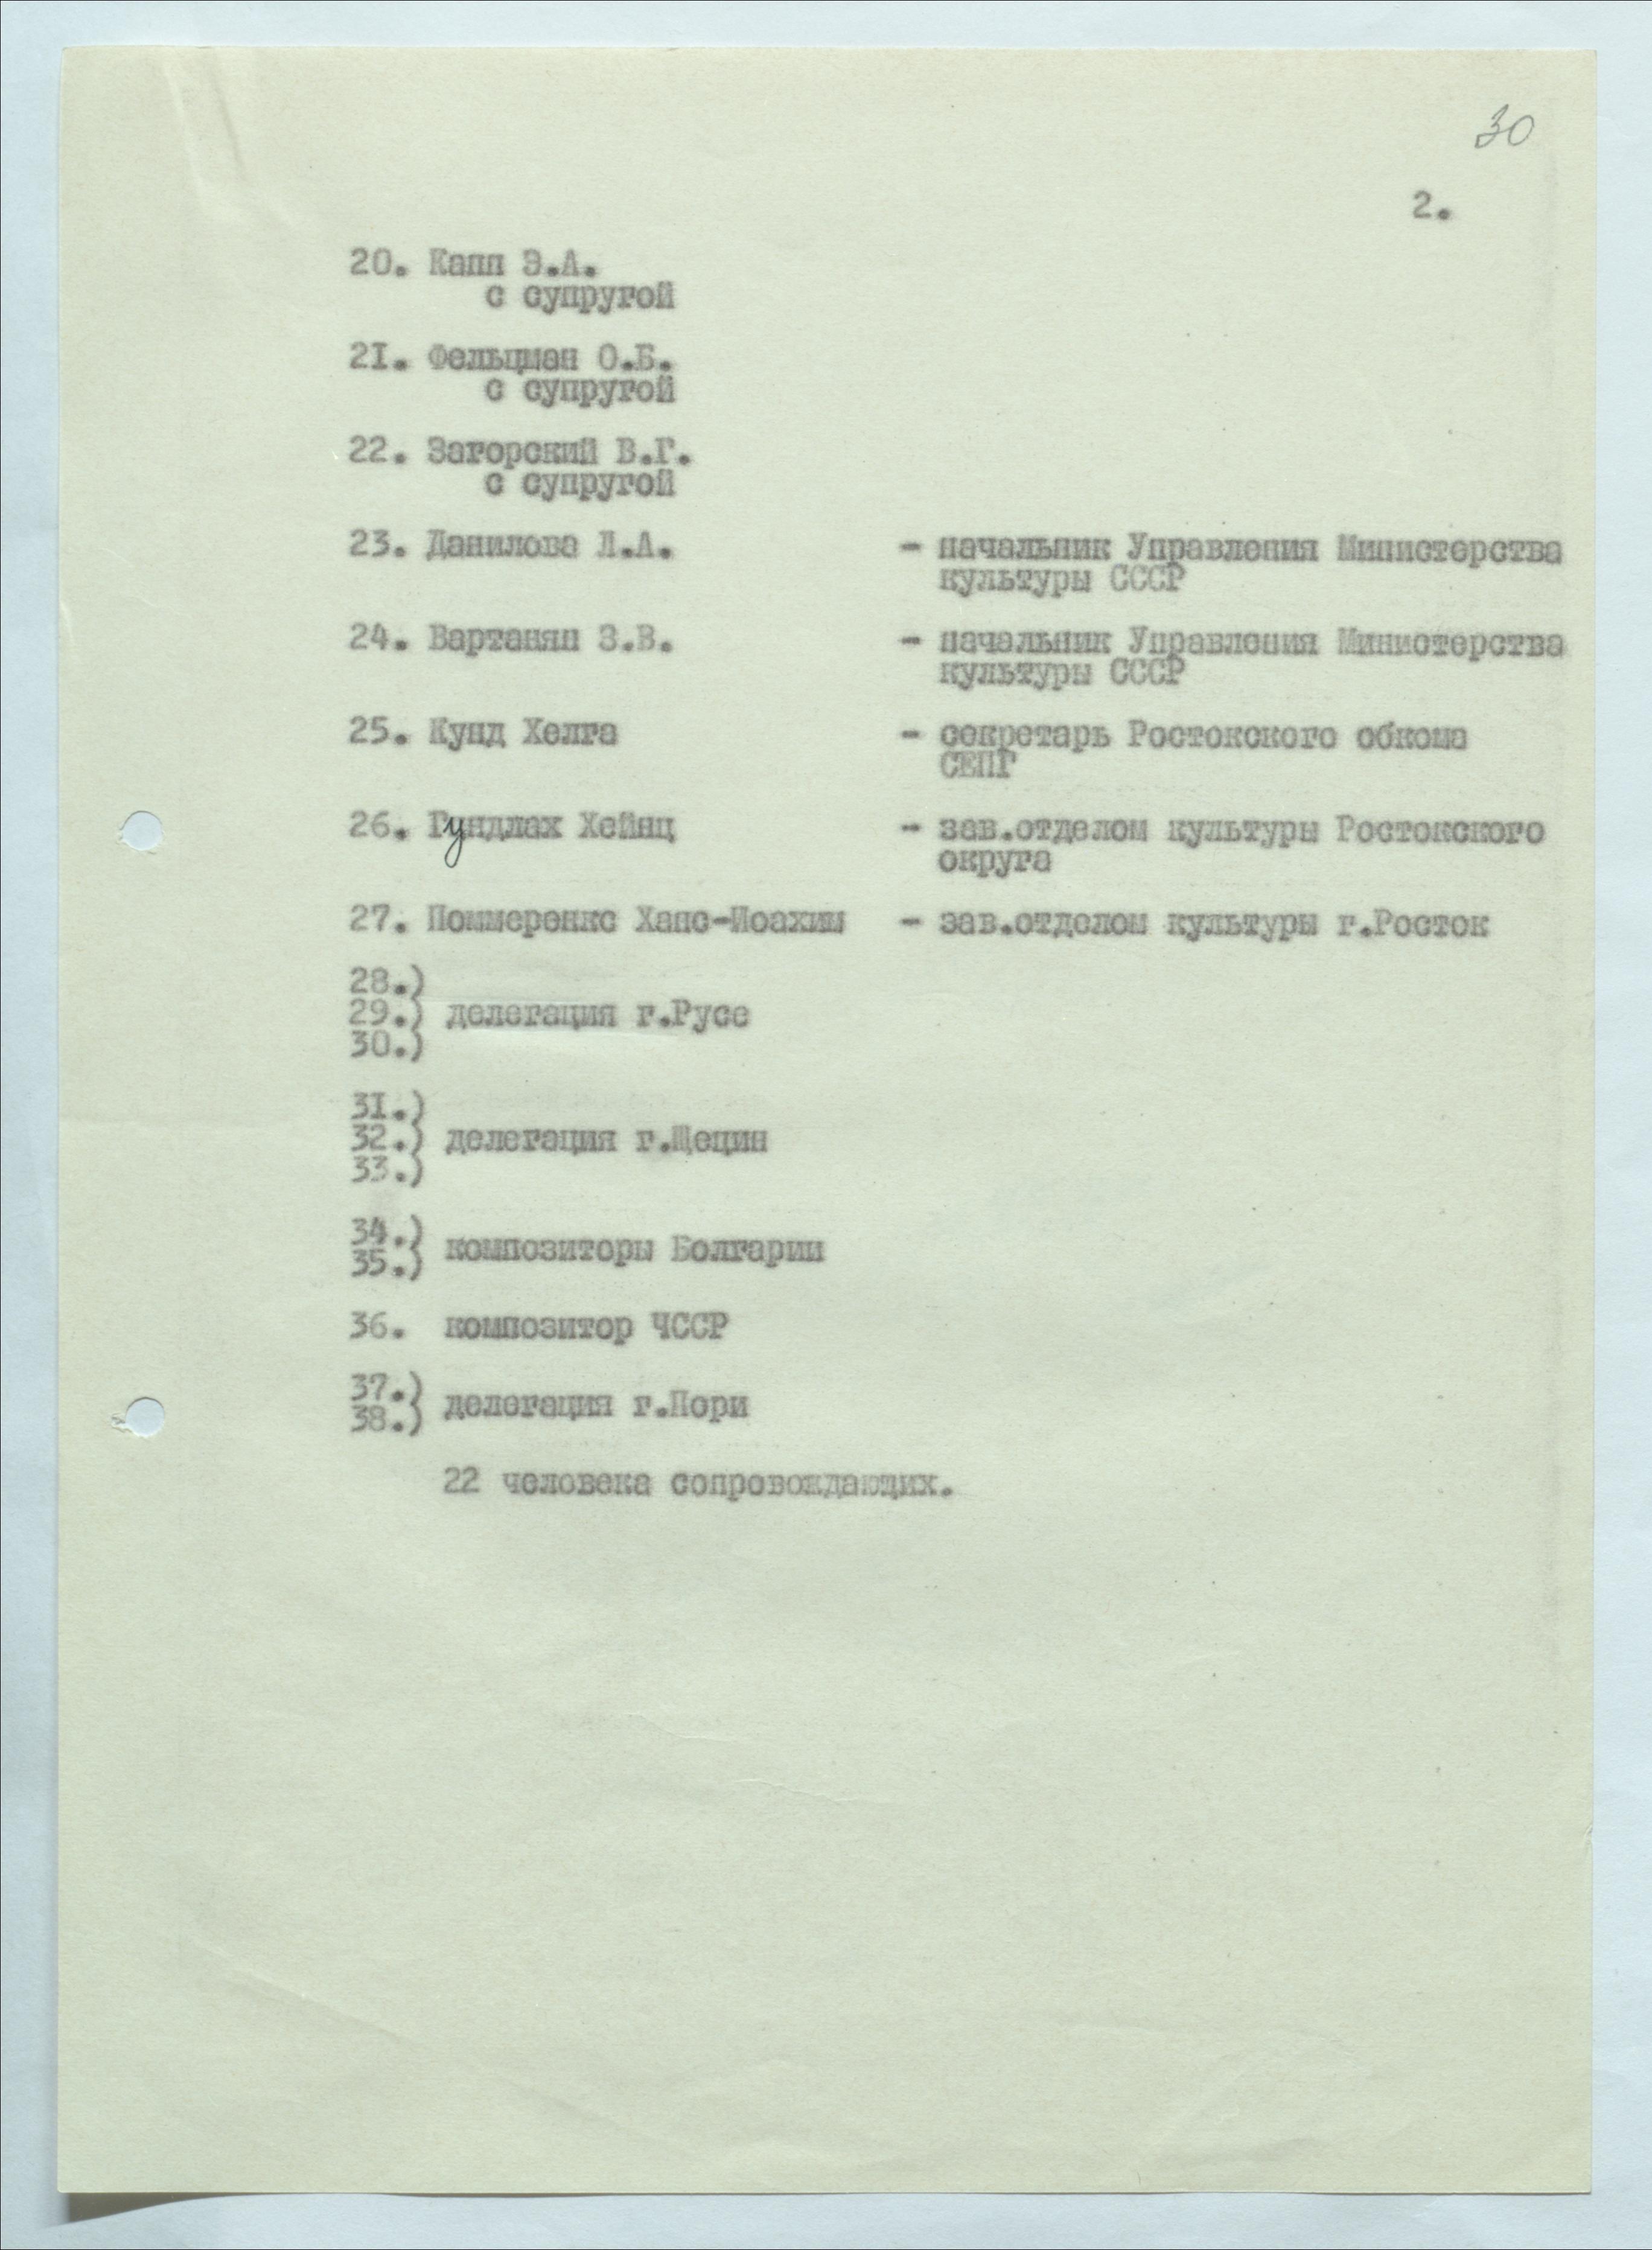 30
2.
20. Капп Э.А.
с супругой
21. Фельцман О.Б.
с супругой
22. Загорский В.Г.
с супругой
23. Данилова Л.А. - начальник Управления Министерства
культуры СССР
24. Вартанян З.В. - начальник Управления Министерства
культуры СССР
25. Кунд Хелга - секретарь Ростокского обкома
СЕПГ
26. Гундлах Хейнц - зав.отделом культуры Ростокского
округа
27. Поммеренке Ханс-Иоахим - зав.отделом культуры г.Росток
28.)
29.) делегация г.Русе
30.)
31.)
32.) делегация г.Щецин
33.)
34.)
35.) композиторы Болгарии
36. композитор ЧССР
37.)
38.) делегация г.Пори
22 человека сопровождающих.